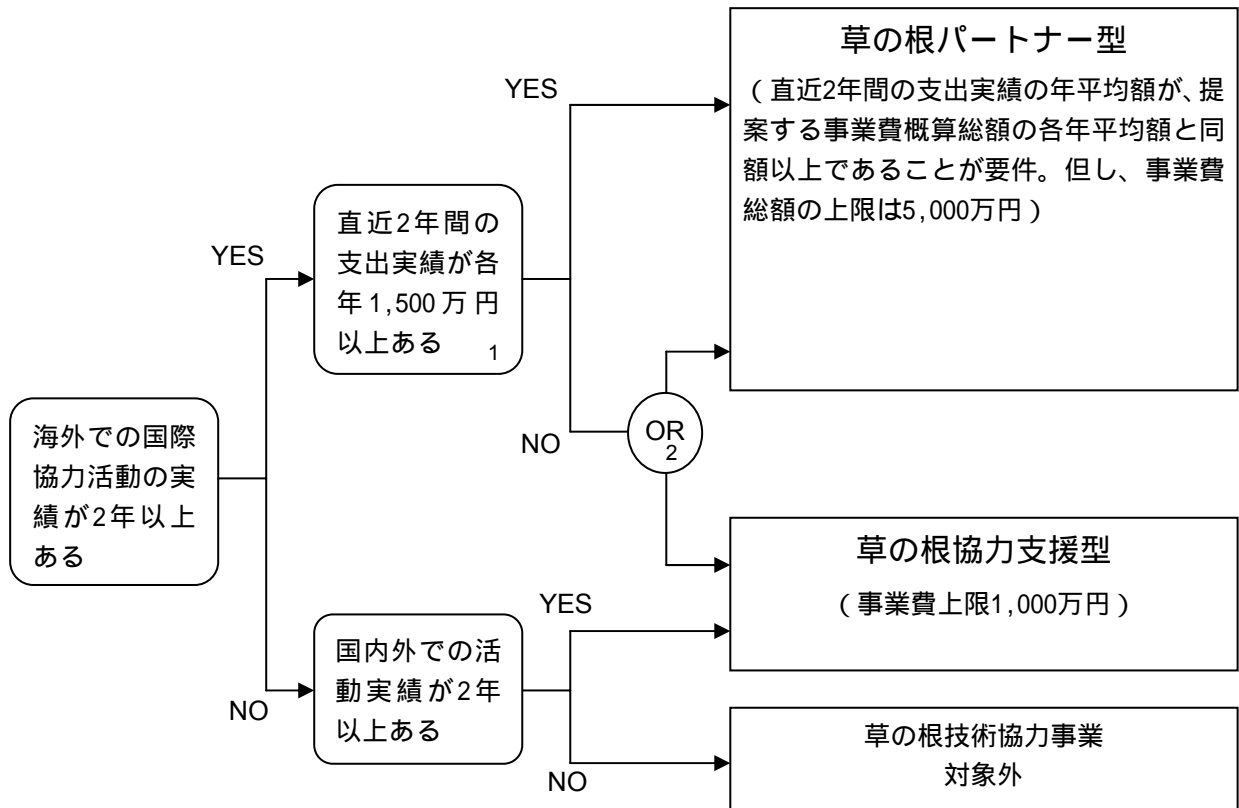 海外での国際
協力活動の実
績が2年以上
ある
YES
NO
直近2年間の
支出実績が各
年1,500万円
以上ある 1
YES
NO
OR
2
国内外での活
動実績が2年
以上ある
YES
NO
草の根パートナー型
（直近2年間の支出実績の年平均額が、提
案する事業費概算総額の各年平均額と同
額以上であることが要件。但し、事業費
総額の上限は5,000万円）
草の根協力支援型
（事業費上限1,000万円）
草の根技術協力事業
対象外